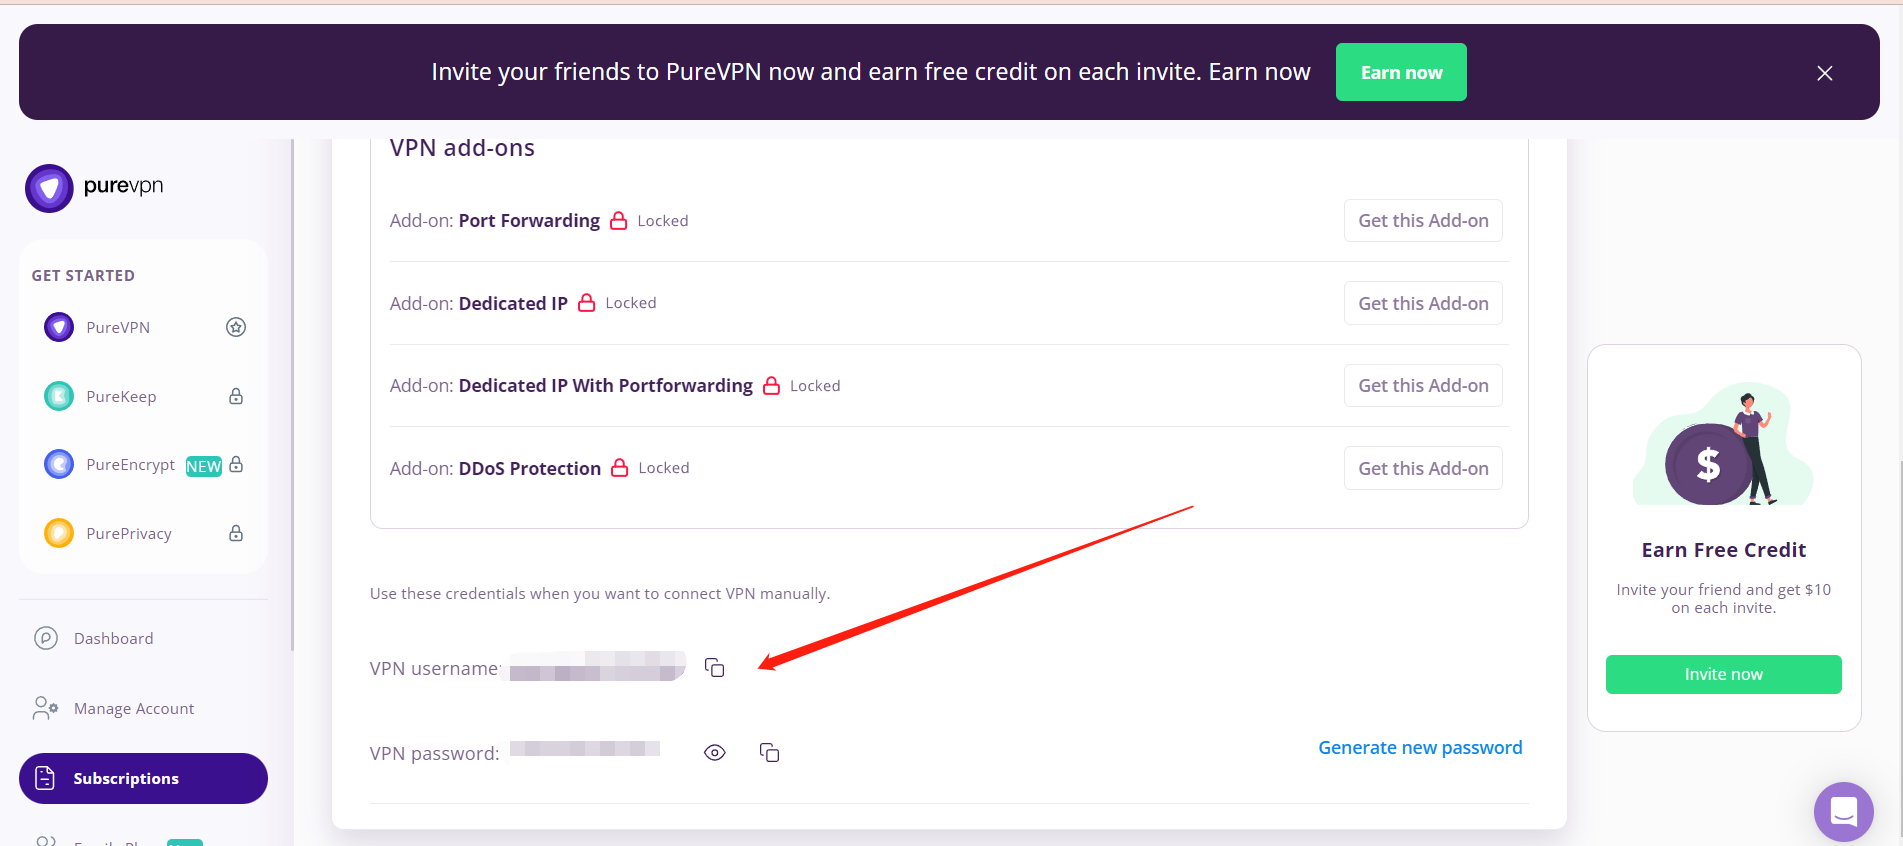 Invite your friends to PureVPN now and earn free credit on each invite. Earn now
Earn now
purevpn
GET STARTED
PureVPN
PureKeep
PureEncrypt NEW
PurePrivacy
Dashboard
Manage Account
Subscriptions
VPN add-ons
Add-on: Port Forwarding Locked Get this Add-on
Add-on: Dedicated IP Locked Get this Add-on
Add-on: Dedicated IP With Portforwarding Locked Get this Add-on
Add-on: DDoS Protection Locked Get this Add-on
Use these credentials when you want to connect VPN manually.
VPN username:
VPN password:
Generate new password
$
Earn Free Credit
Invite your friend and get $10
on each invite.
Invite now